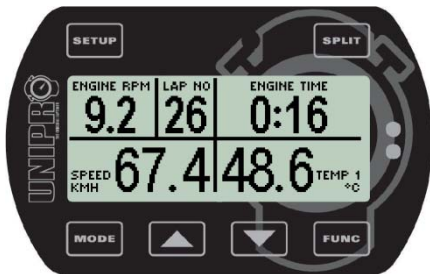 SETUP
SPLIT
ENGINE RPM
LAP NO
ENGINE TIME
9.2
26
0:16
SPEED
KMH
67.4
48.6
TEMP 1
°C
UNIPRO
MODE
FUNC